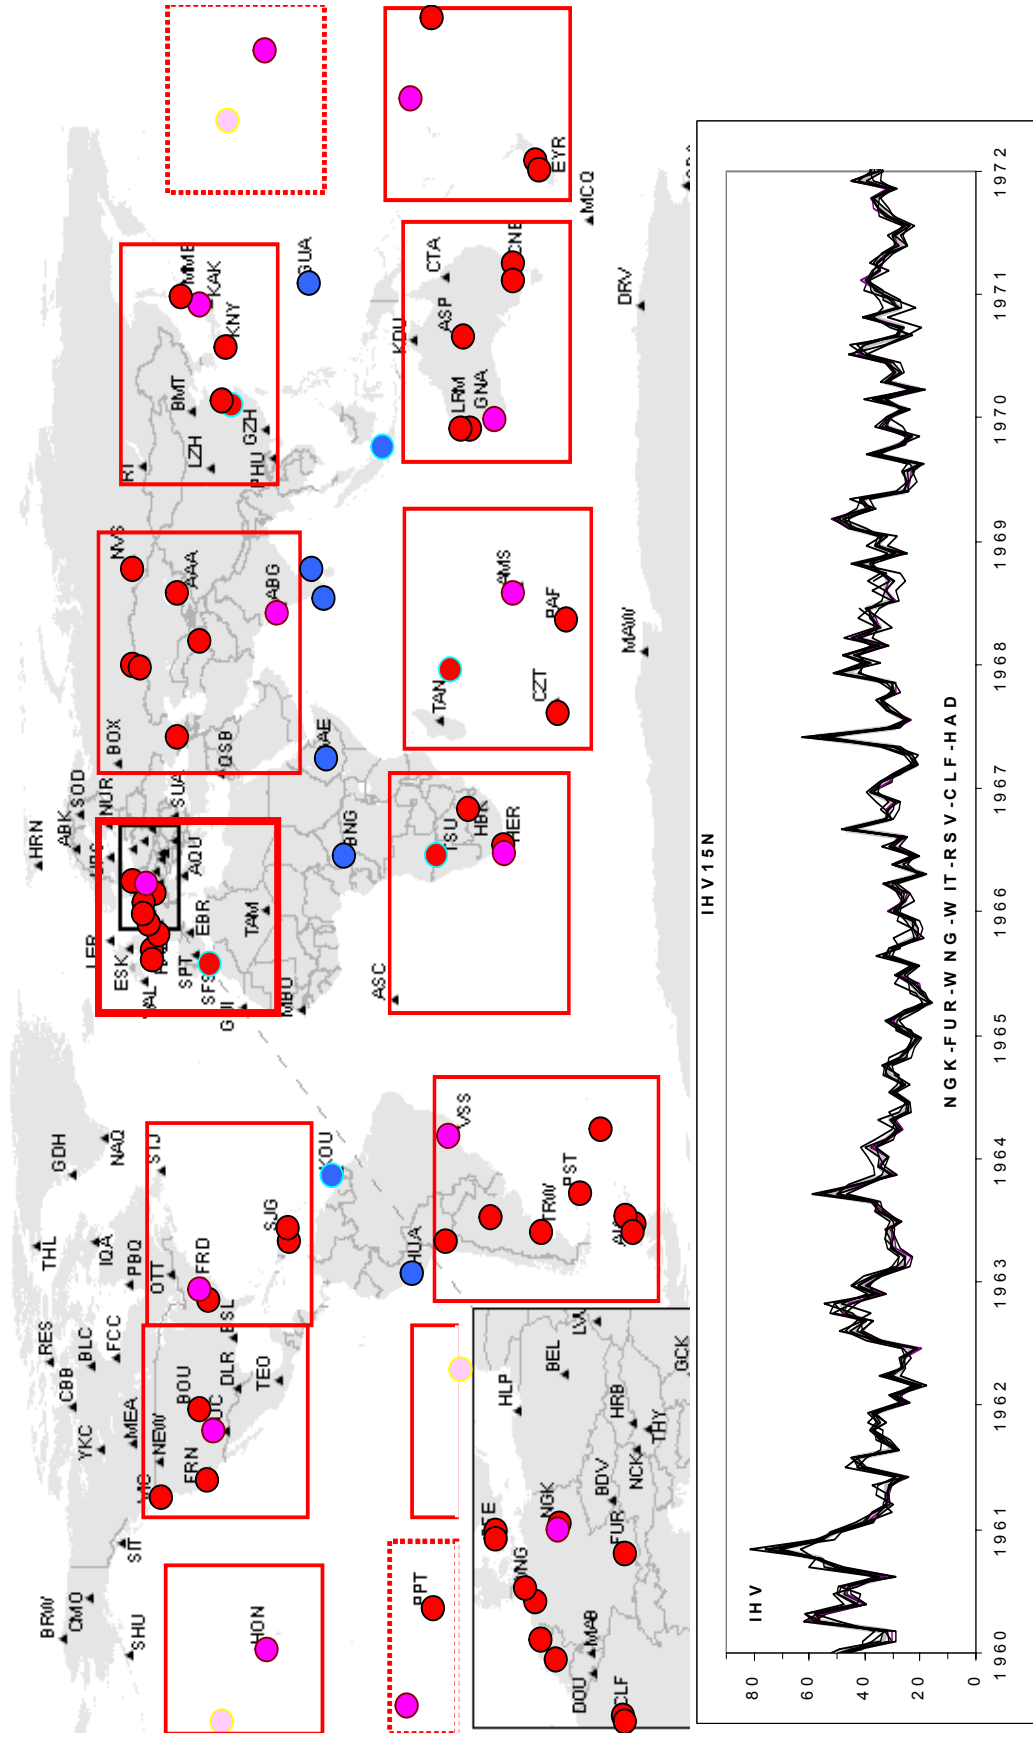 BRW
SHU
CMO
SIT
YKC
CBB
RES
BLC
MEA
FCC
THL
IQA
PBQ
GDH
NAQ
STJ
OTT
NEW
FRN
BOU
DLR
TEO
BSL
FRD
SJG
HON
KOU
HUA
PPT
VSS
TRW
PST
HRN
ABK
SOD
NUR
LER
ESK
SPT
SFS
EBR
AQU
SUA
GUI
MBO
TAM
BOX
QSB
NVS
AAA
ABG
AAE
BNG
ASC
TSU
HBK
HER
TAN
CZT
AMS
PAF
MAW
DRV
BMT
LZH
GZH
PHU
MMB
KAK
KNY
GUA
KDU
CTA
ASP
LRM
GNA
CNB
EYR
MCQ
HLP
BEL
LVV
NGK
WNG
BDV
HRB
NCK
THY
FUR
GCK
MAB
DOU
CLF
IHV15N
IHV
80
60
40
20
0
1960
1961
1962
1963
1964
1965
1966
1967
1968
1969
1970
1971
1972
NGK-FUR-WNG-WIT-RSV-CLF-HAD